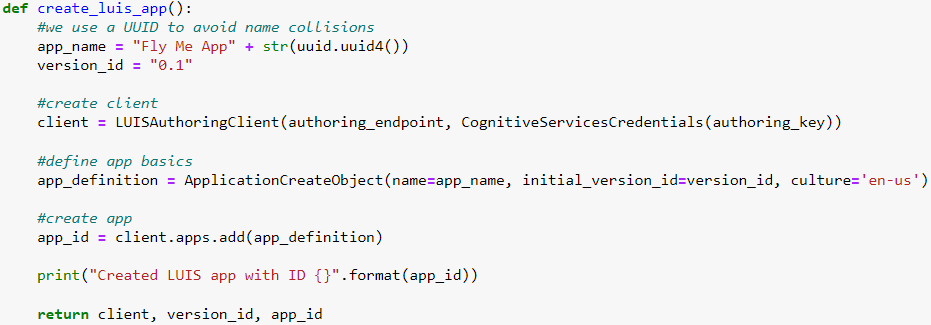 def create_luis_app():
    #we use a UUID to avoid name collisions
    app_name = "Fly Me App" + str(uuid.uuid4())
    version_id = "0.1"

    #create client
    client = LUISAuthoringClient(authoring_endpoint, CognitiveServicesCredentials(authoring_key))

    #define app basics
    app_definition = ApplicationCreateObject(name=app_name, initial_version_id=version_id, culture='en-us')

    #create app
    app_id = client.apps.add(app_definition)

    print("Created LUIS app with ID {}".format(app_id))

    return client, version_id, app_id